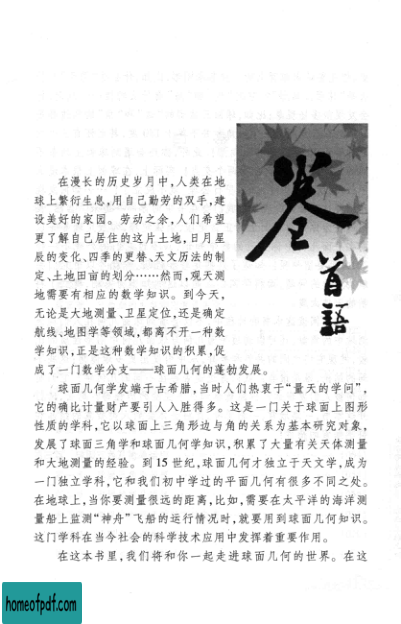 卷首語
在漫长的历史岁月中，人类在地
球上繁衍生息，用自己勤劳的双手，建
设美好的家园。劳动之余，人们希望
更了解自己居住的这片土地，日月星
辰的变化、四季的更替、天文历法的制
定、土地田亩的划分……然而，观天测
地需要有相应的数学知识。到今天，
无论是大地测量、卫星定位，还是确定
航线、地图学等领域，都离不开一种数
学知识，正是这种数学知识的积累，促
成了一门数学分支——球面几何的蓬勃发展。
球面几何学发端于古希腊，当时人们热衷于“量天的学问”，
它的确比计量财产要引人入胜得多。这是一门关于球面上图形
性质的学科，它以球面上三角形边与角的关系为基本研究对象，
发展了球面三角学和球面几何学知识，积累了大量有关天体测量
和大地测量的经验。到 15 世纪，球面几何才独立于天文学，成为
一门独立学科，它和我们初中学过的平面几何有很多不同之处。
在地球上，当你要测量很远的距离，比如，需要在太平洋的海洋测
量船上监测“神舟”飞船的运行情况时，就要用到球面几何知识。
这门学科在当今社会的科学技术应用中发挥着重要作用。
在这本书里，我们将和你一起走进球面几何的世界。在这
homeofpdf.com